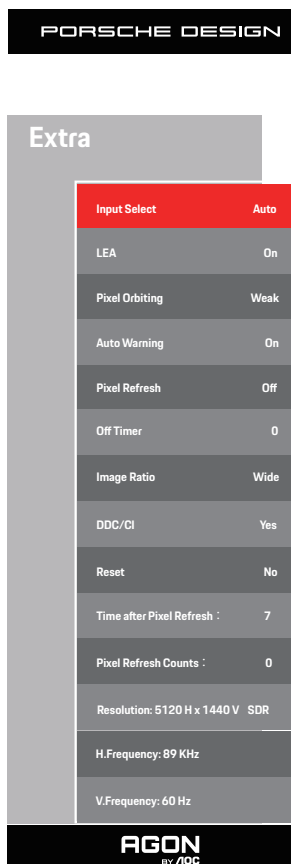 PORSCHE DESIGN
Extra
Input Select Auto
LEA On
Pixel Orbiting Weak
Auto Warning On
Pixel Refresh Off
Off Timer 0
Image Ratio Wide
DDC/CI Yes
Reset No
Time after Pixel Refresh : 7
Pixel Refresh Counts : 0
Resolution: 5120 H x 1440 V SDR
H.Frequency: 89 KHz
V.Frequency: 60 Hz
AGON
BY AOC